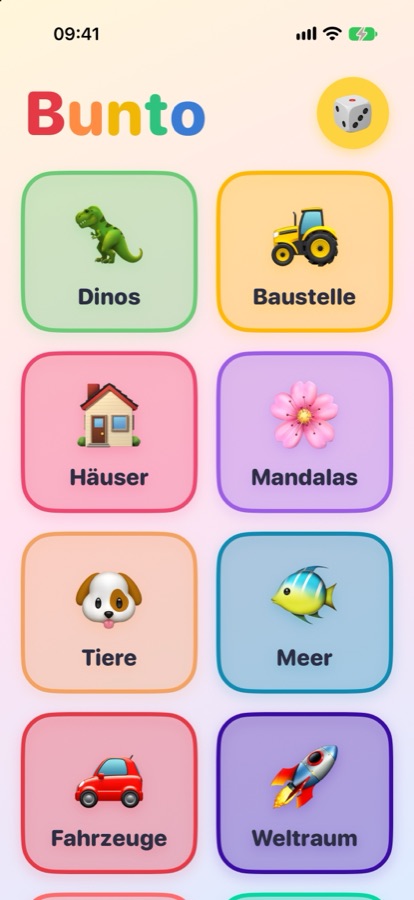 09:41
Bunto
Dinos
Baustelle
Häuser
Mandalas
Tiere
Meer
Fahrzeuge
Weltraum